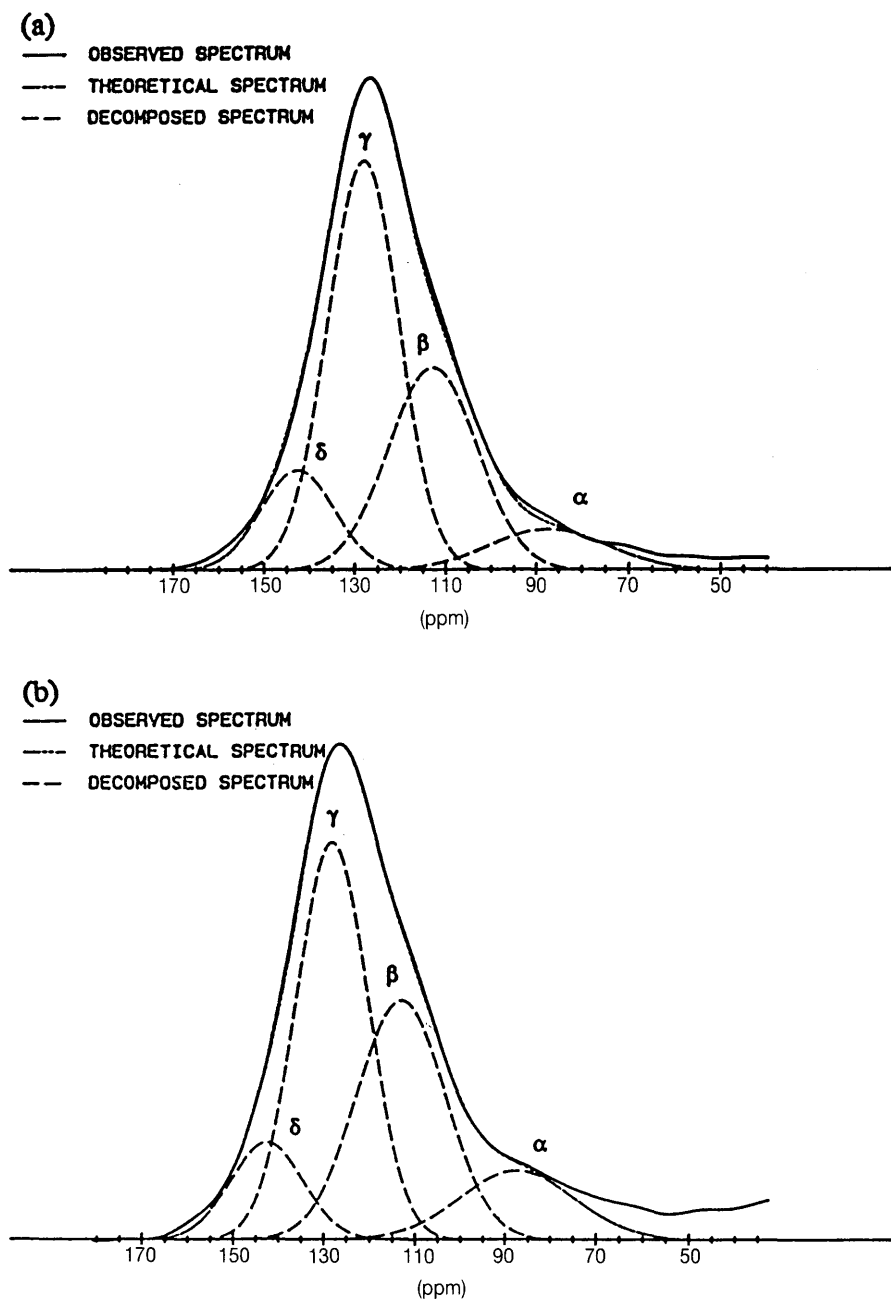 (a)
OBSERVED SPECTRUM
THEORETICAL SPECTRUM
DECOMPOSED SPECTRUM
γ
β
δ
α
170 150 130 110 90 70 50
(ppm)
(b)
OBSERVED SPECTRUM
THEORETICAL SPECTRUM
DECOMPOSED SPECTRUM
γ
β
δ
α
170 150 130 110 90 70 50
(ppm)